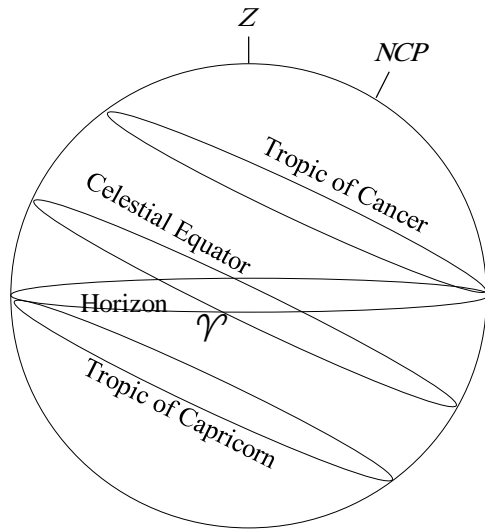 Z
NCP
Tropic of Cancer
Celestial Equator
Horizon
♈
Tropic of Capricorn